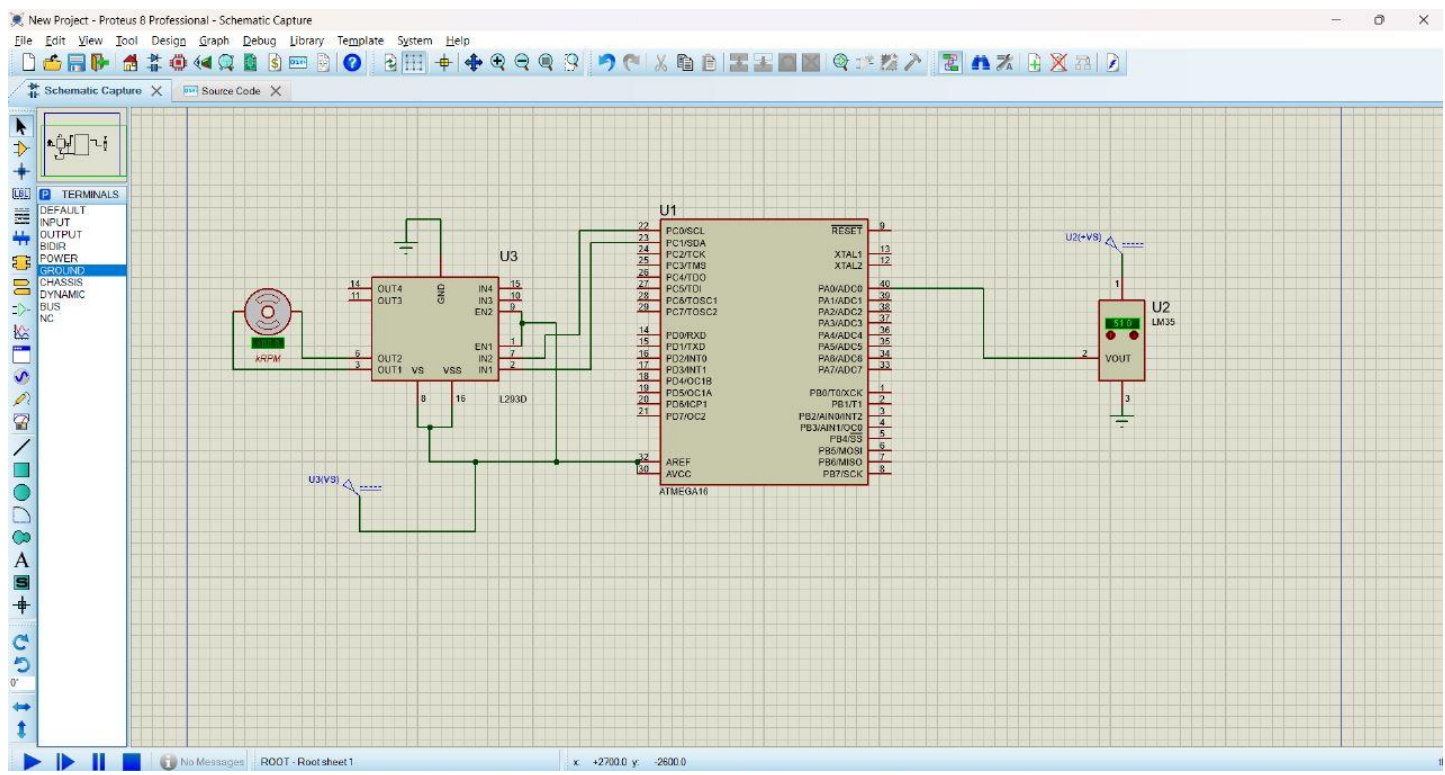 New Project - Proteus 8 Professional - Schematic Capture
File Edit View Tool Design Graph Debug Library Template System Help
Schematic Capture
Source Code
TERMINALS
DEFAULT
INPUT
OUTPUT
BIDIR
POWER
GROUND
CHASSIS
DYNAMIC
BUS
NC
LBL
A
S
0°
kRPM
U3
14 OUT4
11 OUT3
6 OUT2
3 OUT1
GND
IN4 15
IN3 10
EN2 9
EN1 1
IN2 7
IN1 2
VS VSS
8 16
L293D
U3(VS)
U1
22 PC0/SCL
23 PC1/SDA
24 PC2/TCK
25 PC3/TMS
26 PC4/TDO
27 PC5/TDI
28 PC6/TOSC1
29 PC7/TOSC2
14 PD0/RXD
15 PD1/TXD
16 PD2/INT0
17 PD3/INT1
18 PD4/OC1B
19 PD5/OC1A
20 PD6/ICP1
21 PD7/OC2
32 AREF
30 AVCC
RESET 9
XTAL1 13
XTAL2 12
PA0/ADC0 40
PA1/ADC1 39
PA2/ADC2 38
PA3/ADC3 37
PA4/ADC4 36
PA5/ADC5 35
PA6/ADC6 34
PA7/ADC7 33
PB0/T0/XCK 1
PB1/T1 2
PB2/AIN0/INT2 3
PB3/AIN1/OC0 4
PB4/SS 5
PB5/MOSI 6
PB6/MISO 7
PB7/SCK 8
ATMEGA16
U2(+VS)
1
U2
LM35
51.0
2 VOUT
3
No Messages
ROOT - Root sheet 1
x: +2700.0 y: -2600.0